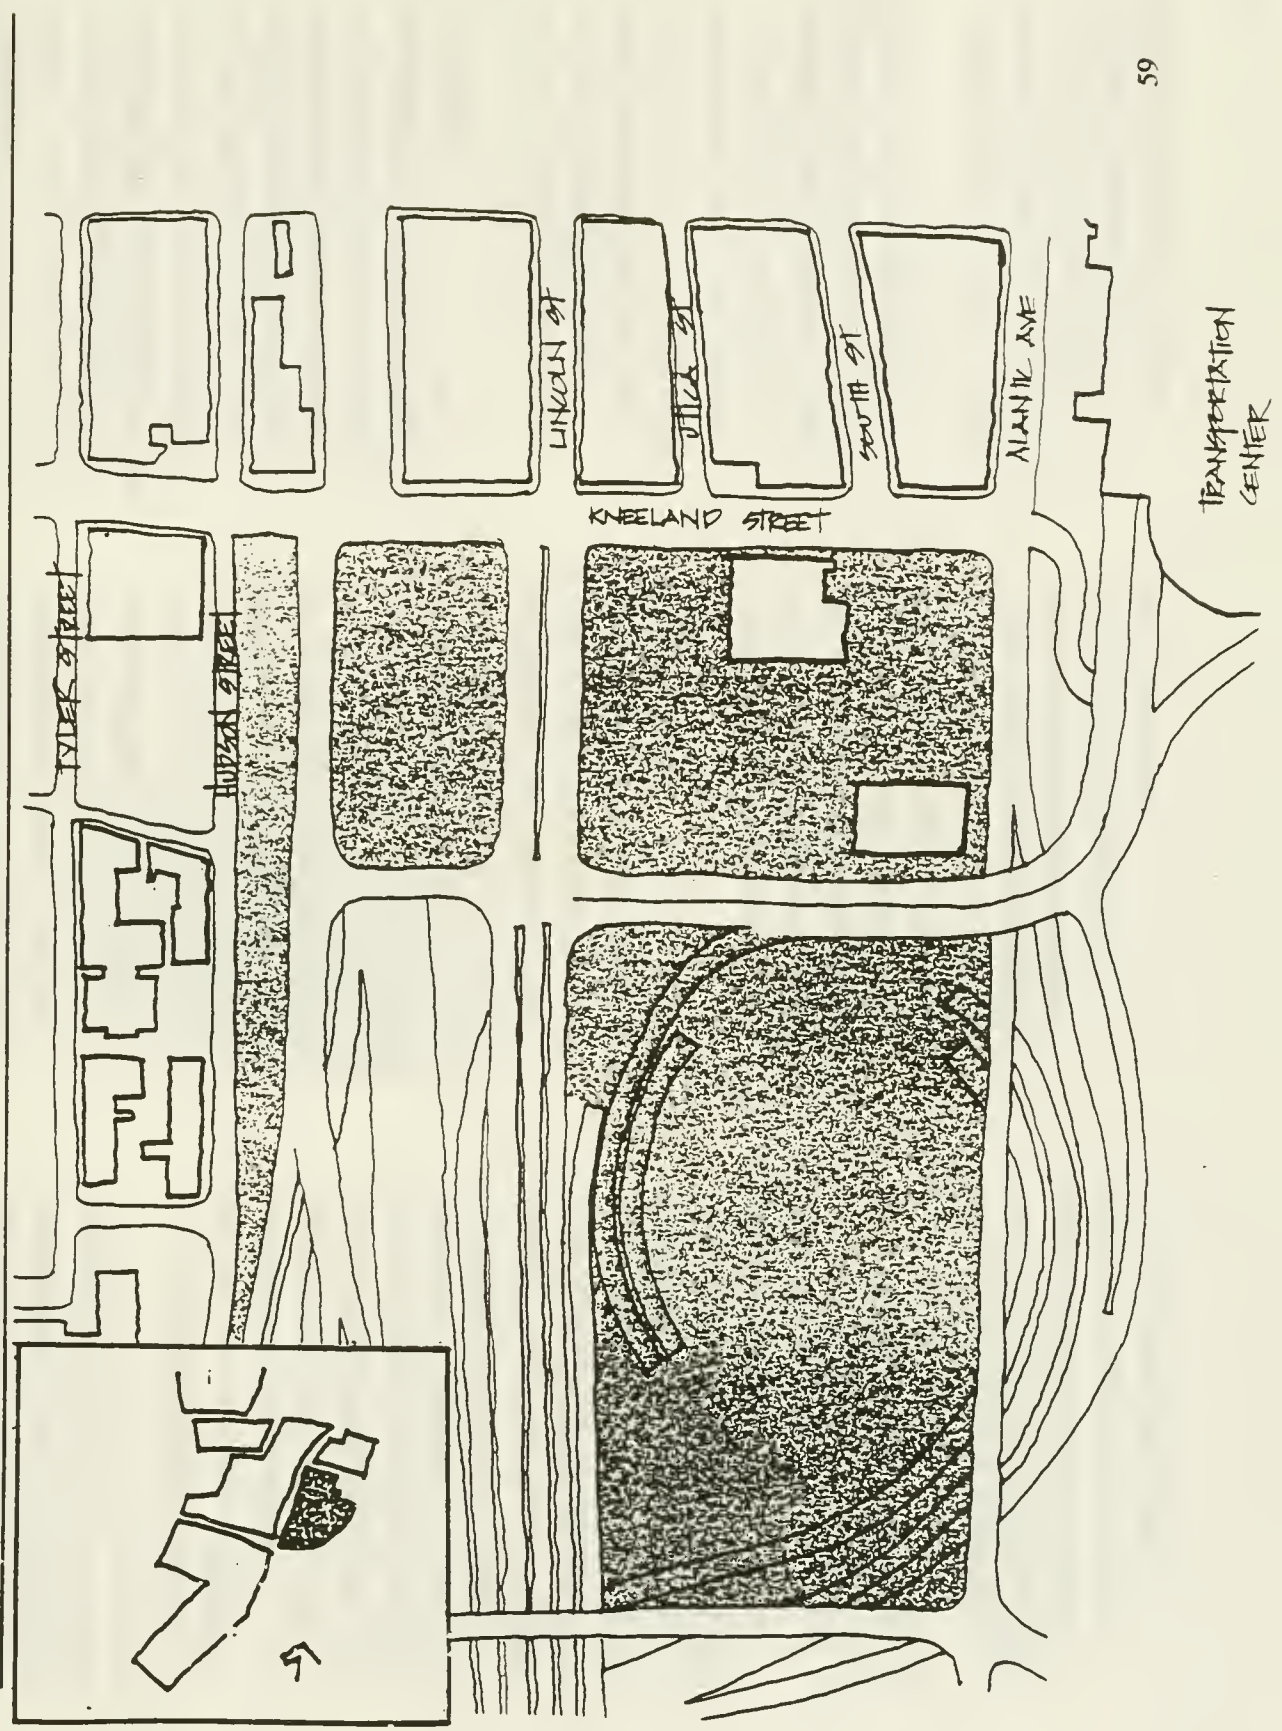 59
LINCOLN ST
UTICA ST
SOUTH ST
ATLANTIC AVE
KNEELAND STREET
TYLER STREET
HUDSON STREET
TRANSPORTATION
CENTER